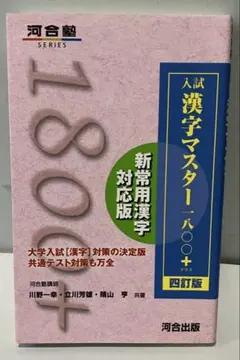 河合塾
SERIES
1800+
入試
漢字マスター一八〇〇+
プラス
四訂版
新常用漢字
対応版
大学入試[漢字]対策の決定版
共通テスト対策も万全
河合塾講師
川野一幸・立川芳雄・晴山 亨 共著
河合出版